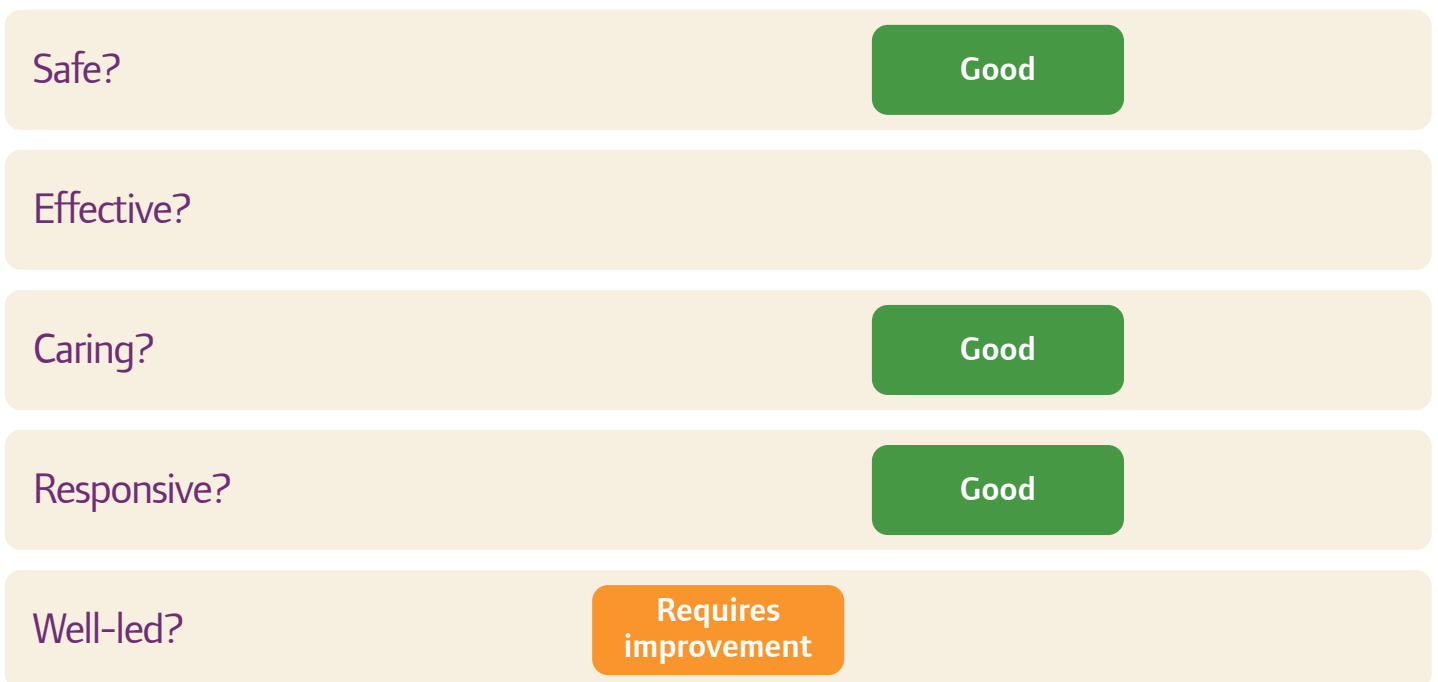 Safe?
Good
Effective?
Caring?
Good
Responsive?
Good
Well-led?
Requires
improvement